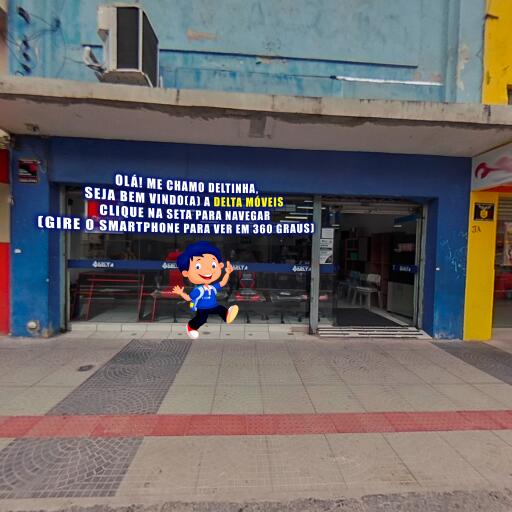 OLÁ! ME CHAMO DELTINHA,
SEJA BEM VINDO(A) A DELTA MÓVEIS
CLIQUE NA SETA PARA NAVEGAR
(GIRE O SMARTPHONE PARA VER EM 360 GRAUS)
DELTA